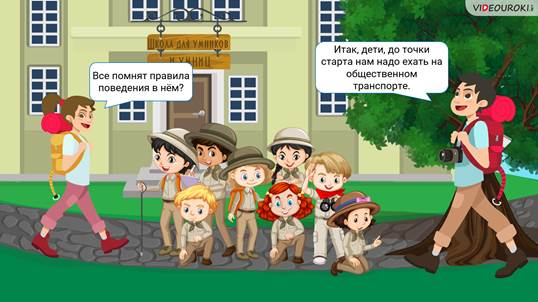 VIDEOUROKI
ШКОЛА ДЛЯ УМНИКОВ
И УМНИЦ
Итак, дети, до точки
старта нам надо ехать на
общественном
транспорте.
Все помнят правила
поведения в нём?